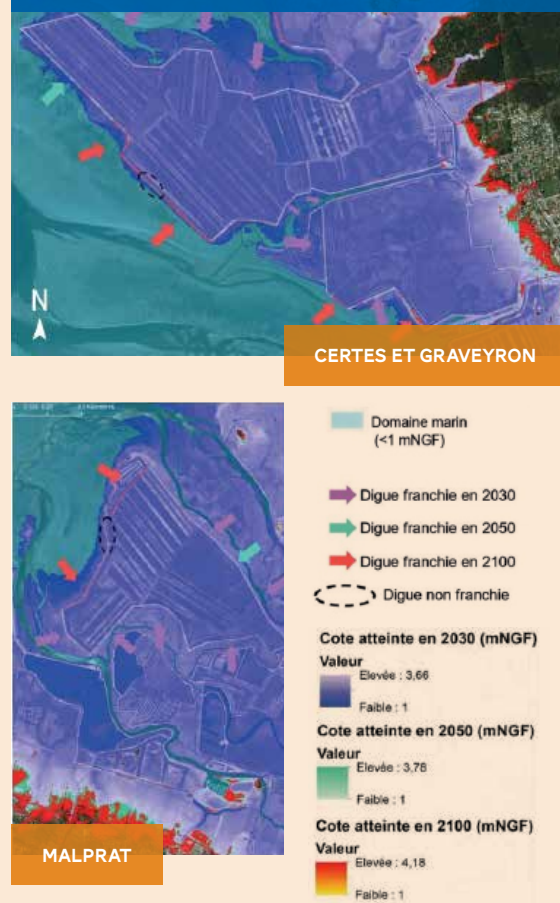 N
CERTES ET GRAVEYRON
Domaine marin
(<1 mNGF)
Digue franchie en 2030
Digue franchie en 2050
Digue franchie en 2100
Digue non franchie
Cote atteinte en 2030 (mNGF)
Valeur
Elevée : 3,66
Faible : 1
Cote atteinte en 2050 (mNGF)
Valeur
Elevée : 3,78
Faible : 1
Cote atteinte en 2100 (mNGF)
Valeur
Elevée : 4,18
Faible : 1
MALPRAT